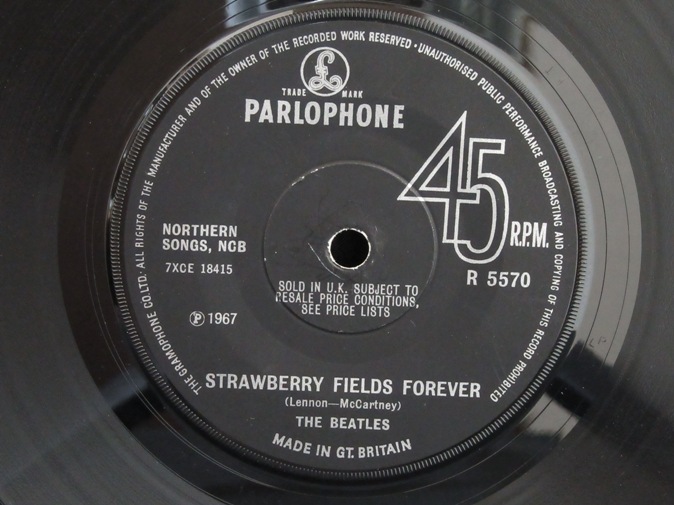 THE GRAMOPHONE CO. LTD. ALL RIGHTS OF THE MANUFACTURER AND OF THE OWNER OF THE RECORDED WORK RESERVED · UNAUTHORISED PUBLIC PERFORMANCE BROADCASTING AND COPYING OF THIS RECORD PROHIBITED
£
TRADE MARK
PARLOPHONE
45
R.P.M.
NORTHERN
SONGS, NCB
7XCE 18415
R 5570
SOLD IN U.K. SUBJECT TO
RESALE PRICE CONDITIONS,
SEE PRICE LISTS
℗ 1967
STRAWBERRY FIELDS FOREVER
(Lennon—McCartney)
THE BEATLES
MADE IN GT. BRITAIN